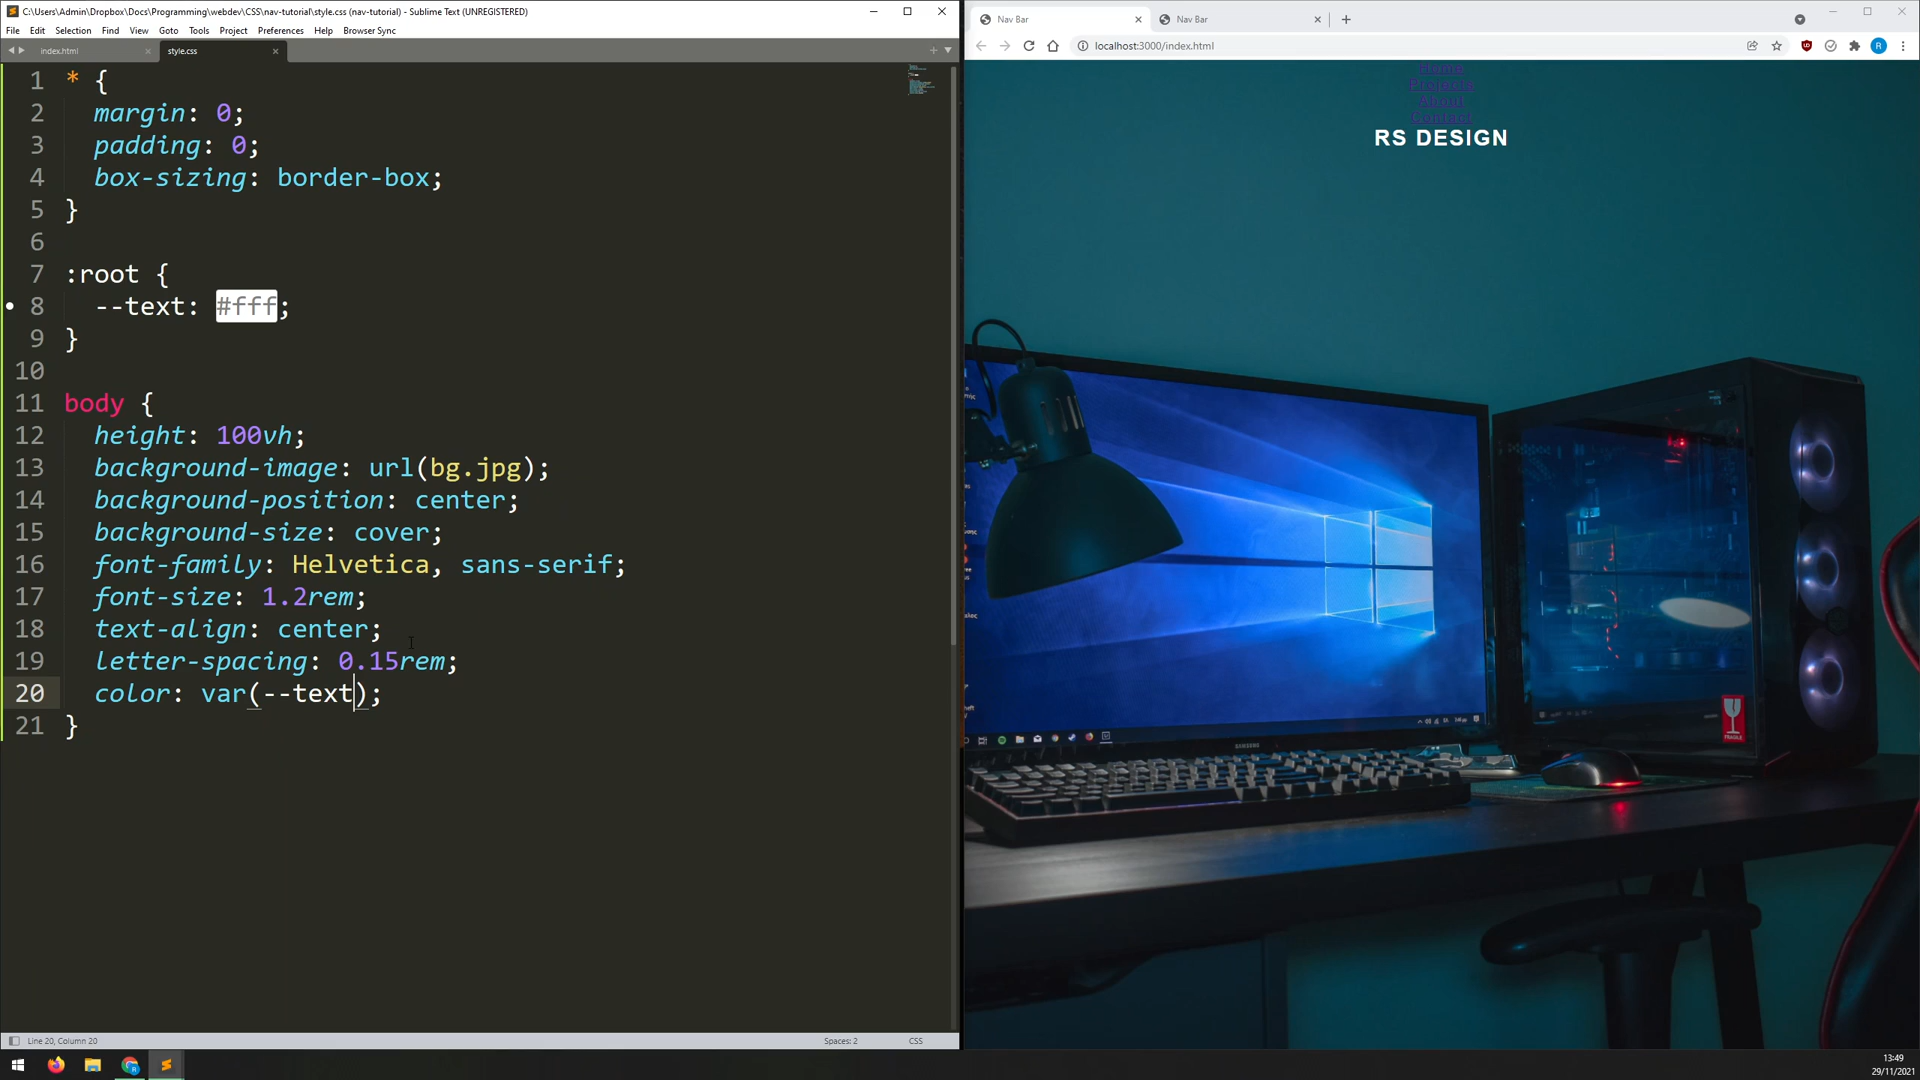 C:\Users\Admin\Dropbox\Docs\Programming\webdev\CSS\nav-tutorial\style.css (nav-tutorial) - Sublime Text (UNREGISTERED)
File Edit Selection Find View Goto Tools Project Preferences Help Browser Sync
index.html style.css
1 * {
2 margin: 0;
3 padding: 0;
4 box-sizing: border-box;
5 }
6
7 :root {
8 --text: #fff;
9 }
10
11 body {
12 height: 100vh;
13 background-image: url(bg.jpg);
14 background-position: center;
15 background-size: cover;
16 font-family: Helvetica, sans-serif;
17 font-size: 1.2rem;
18 text-align: center;
19 letter-spacing: 0.15rem;
20 color: var(--text);
21 }
Line 20, Column 20 Spaces: 2 CSS
Nav Bar Nav Bar
localhost:3000/index.html
R
Home
Projects
About
Contact
RS DESIGN
SAMSUNG
FRAGILE
13:49
29/11/2021